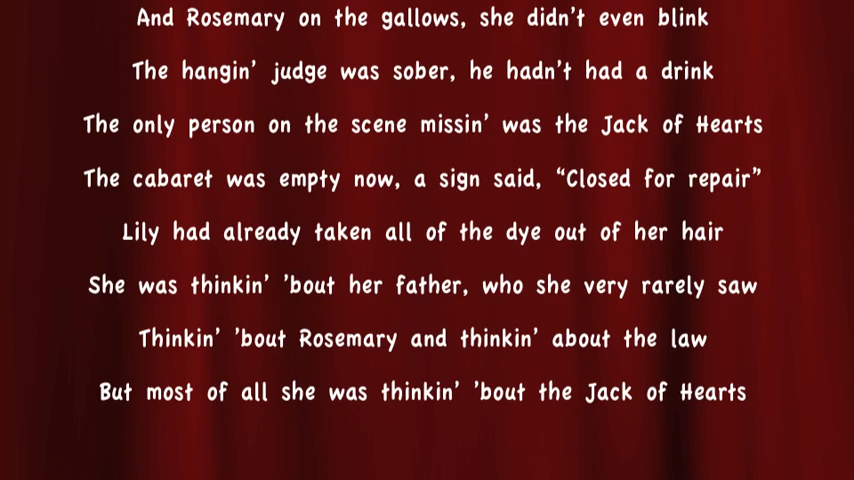 And Rosemary on the gallows, she didn’t even blink
The hangin’ judge was sober, he hadn’t had a drink
The only person on the scene missin’ was the Jack of Hearts
The cabaret was empty now, a sign said, “Closed for repair”
Lily had already taken all of the dye out of her hair
She was thinkin’ ’bout her father, who she very rarely saw
Thinkin’ ’bout Rosemary and thinkin’ about the law
But most of all she was thinkin’ ’bout the Jack of Hearts